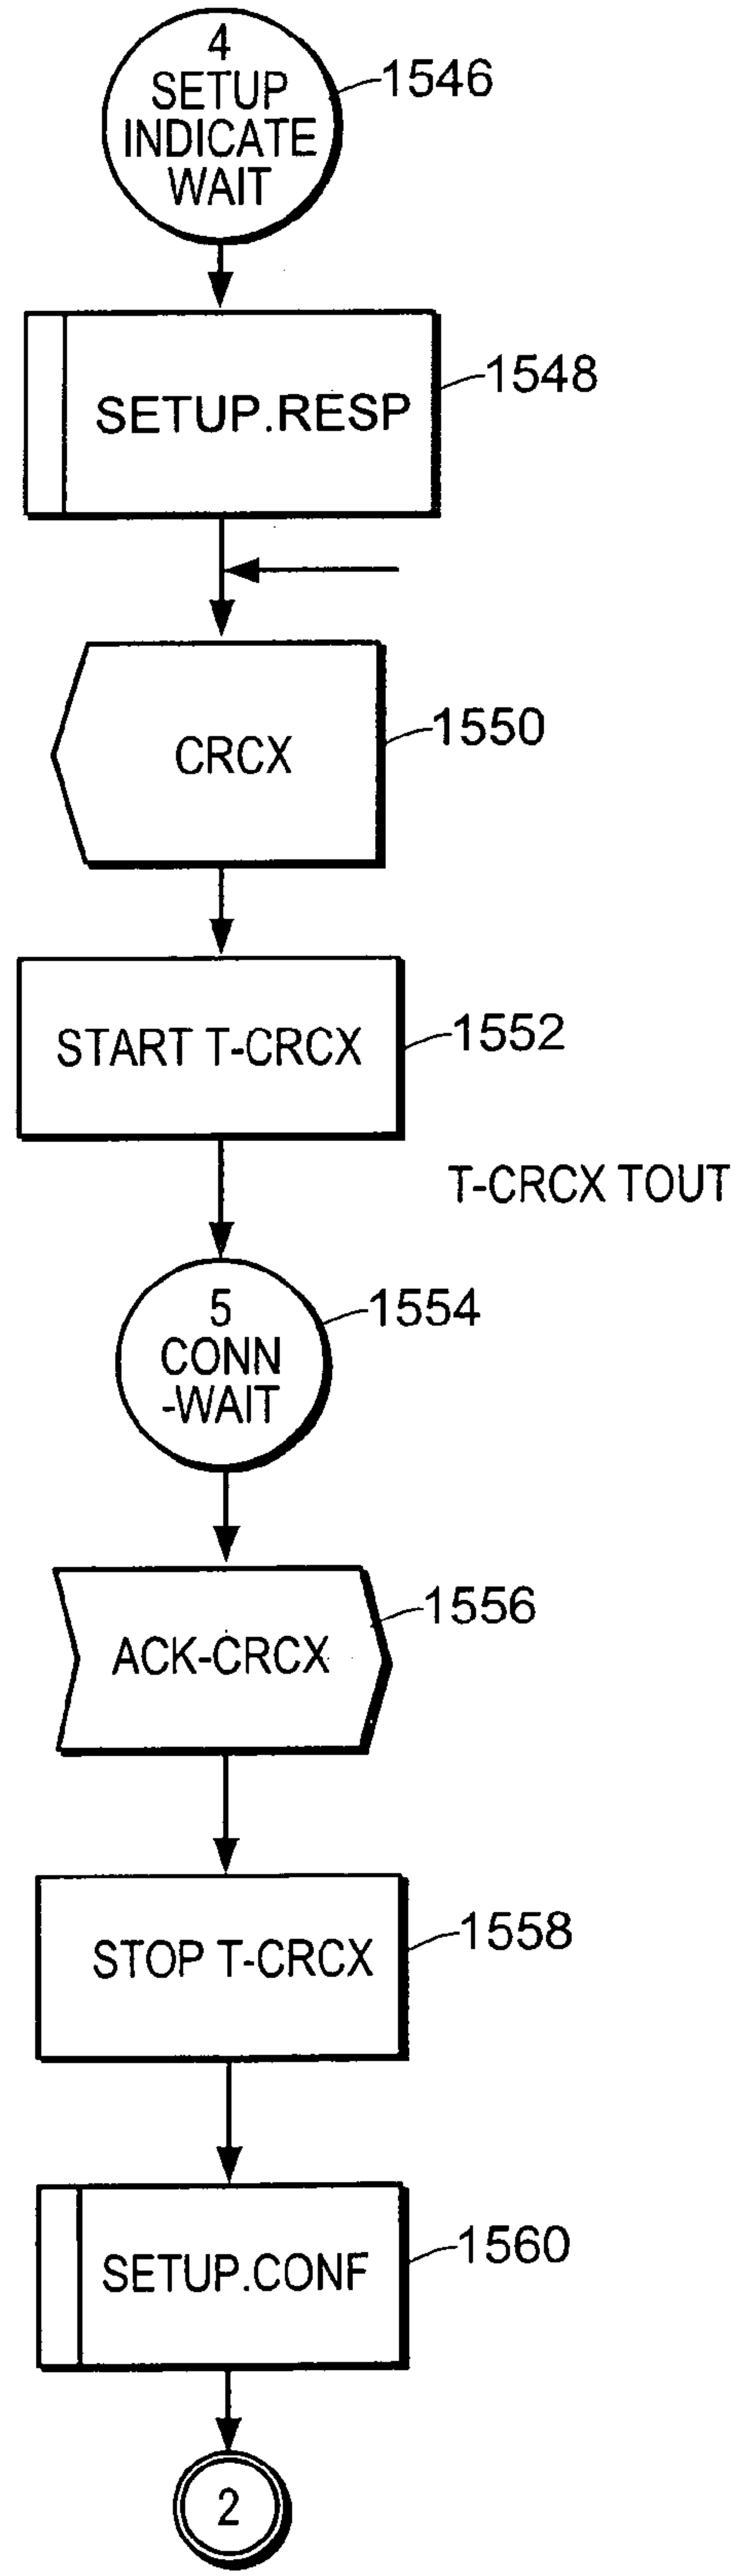 4
SETUP
INDICATE
WAIT
1546
SETUP.RESP
1548
CRCX
1550
START T-CRCX
1552
T-CRCX TOUT
5
CONN
-WAIT
1554
ACK-CRCX
1556
STOP T-CRCX
1558
SETUP.CONF
1560
2